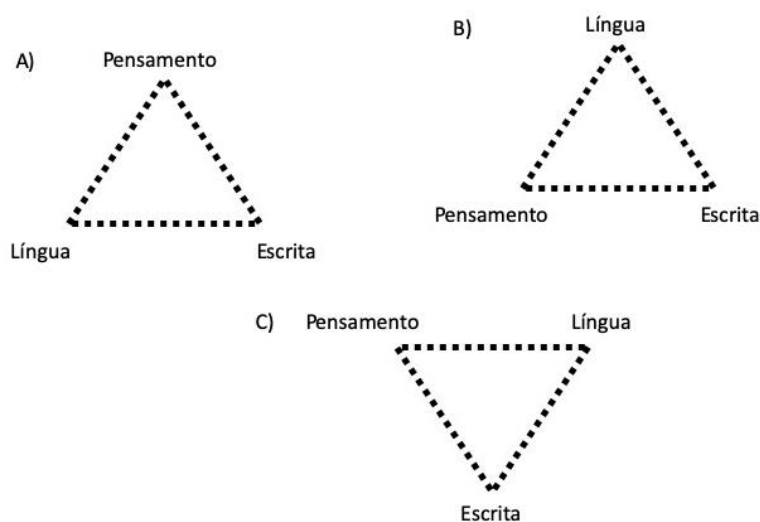 A)
Pensamento
Língua
Escrita
B)
Língua
Pensamento
Escrita
C)
Pensamento
Língua
Escrita